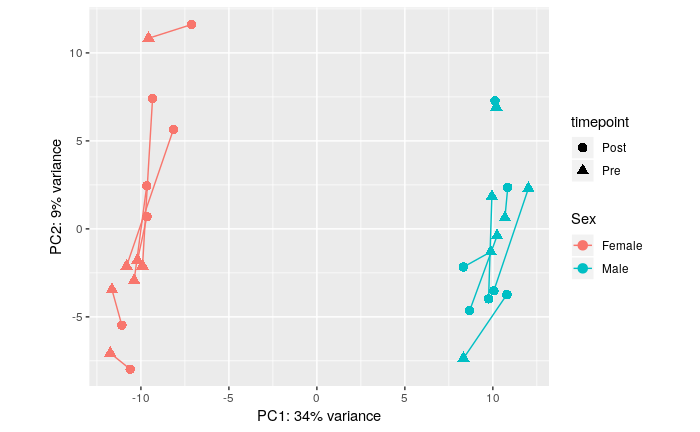 10
5
0
-5
PC2: 9% variance
-10
-5
0
5
10
PC1: 34% variance
timepoint
Post
Pre
Sex
Female
Male